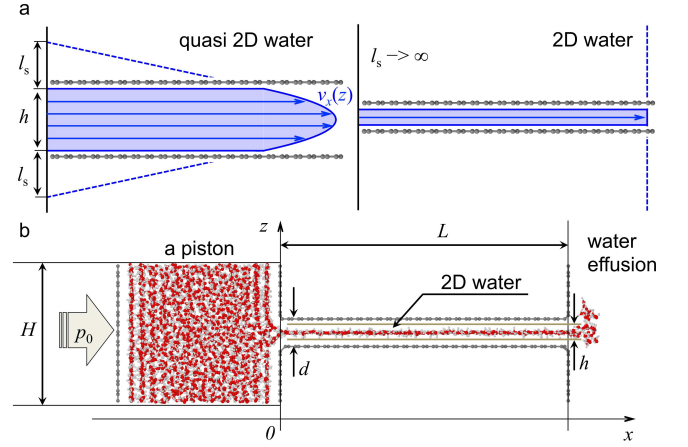 a
quasi 2D water
2D water
l_s
l_s –> ∞
v_x(z)
h
l_s
b
z
a piston
L
water
effusion
2D water
H
p_0
d
h
0
x